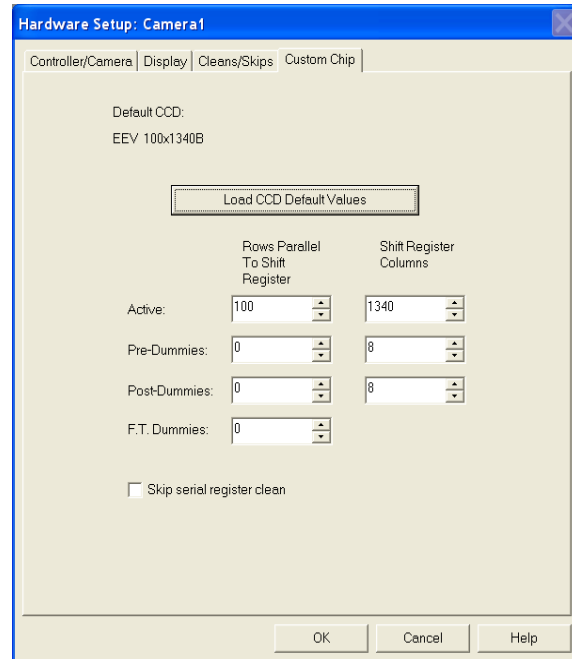 Hardware Setup: Camera1
Controller/Camera Display Cleans/Skips Custom Chip
Default CCD:
EEV 100x1340B
Load CCD Default Values
Rows Parallel
To Shift
Register
Shift Register
Columns
Active: 100 1340
Pre-Dummies: 0 8
Post-Dummies: 0 8
F.T. Dummies: 0
Skip serial register clean
OK Cancel Help